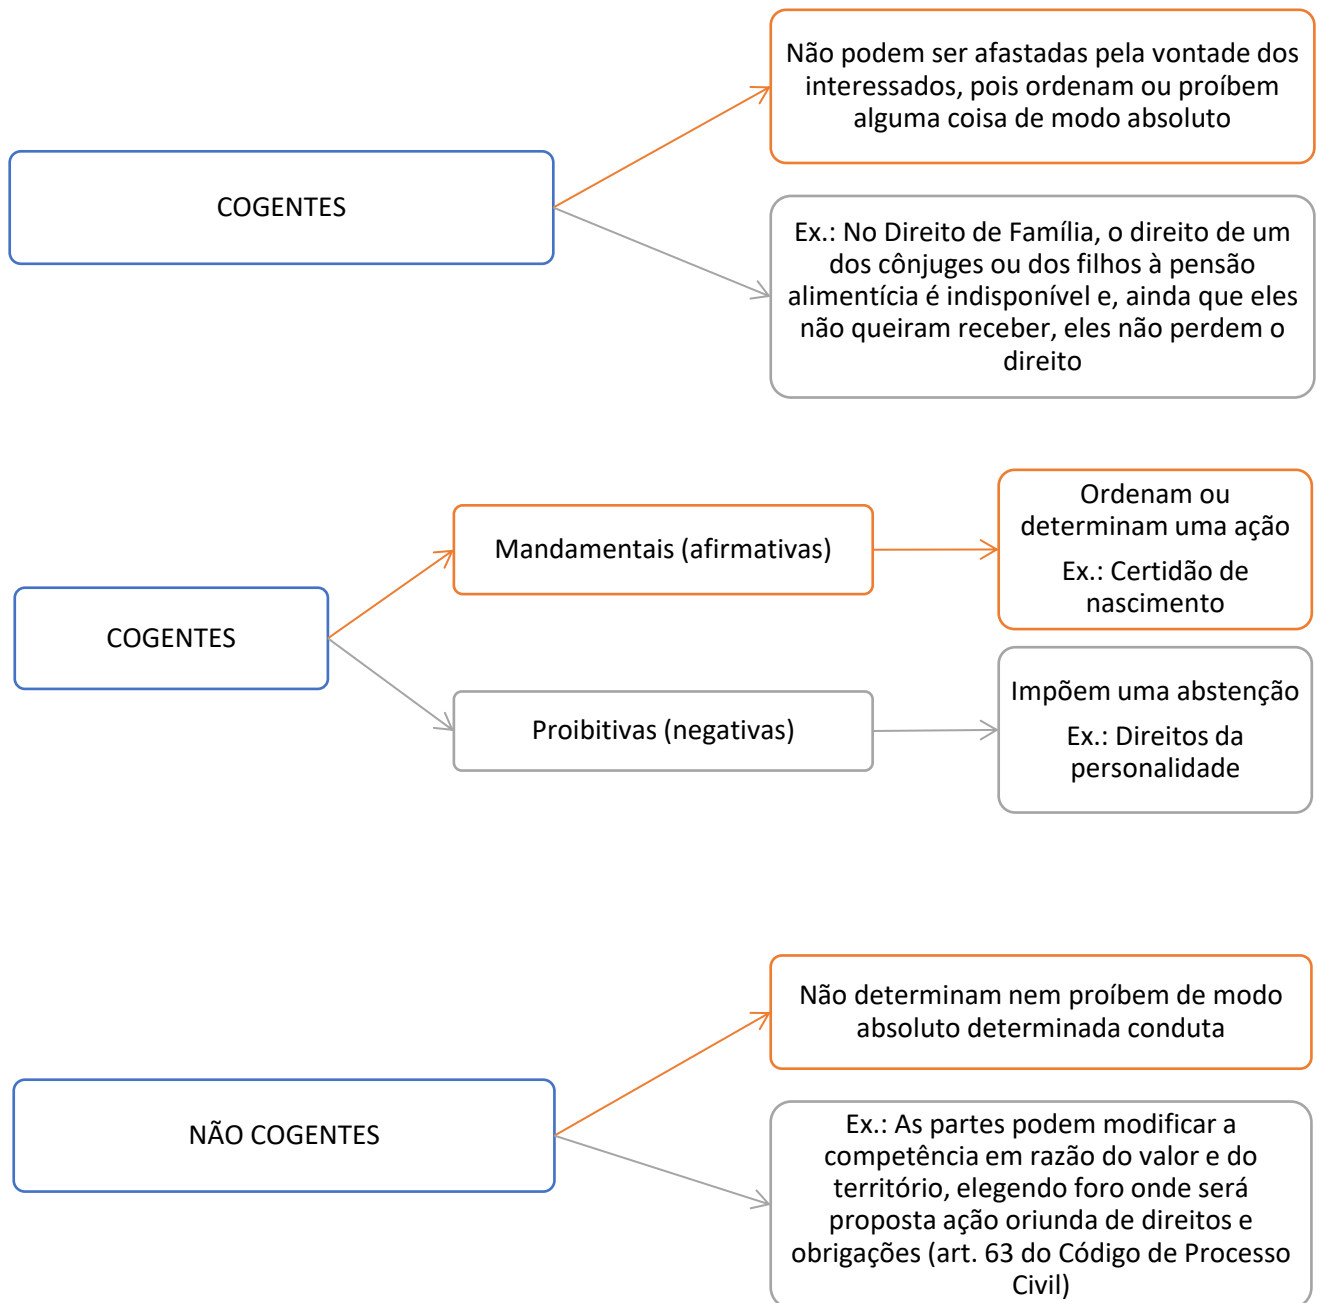 COGENTES
Não podem ser afastadas pela vontade dos
interessados, pois ordenam ou proíbem
alguma coisa de modo absoluto
Ex.: No Direito de Família, o direito de um
dos cônjuges ou dos filhos à pensão
alimentícia é indisponível e, ainda que eles
não queiram receber, eles não perdem o
direito
COGENTES
Mandamentais (afirmativas)
Ordenam ou
determinam uma ação
Ex.: Certidão de
nascimento
Proibitivas (negativas)
Impõem uma abstenção
Ex.: Direitos da
personalidade
NÃO COGENTES
Não determinam nem proíbem de modo
absoluto determinada conduta
Ex.: As partes podem modificar a
competência em razão do valor e do
território, elegendo foro onde será
proposta ação oriunda de direitos e
obrigações (art. 63 do Código de Processo
Civil)